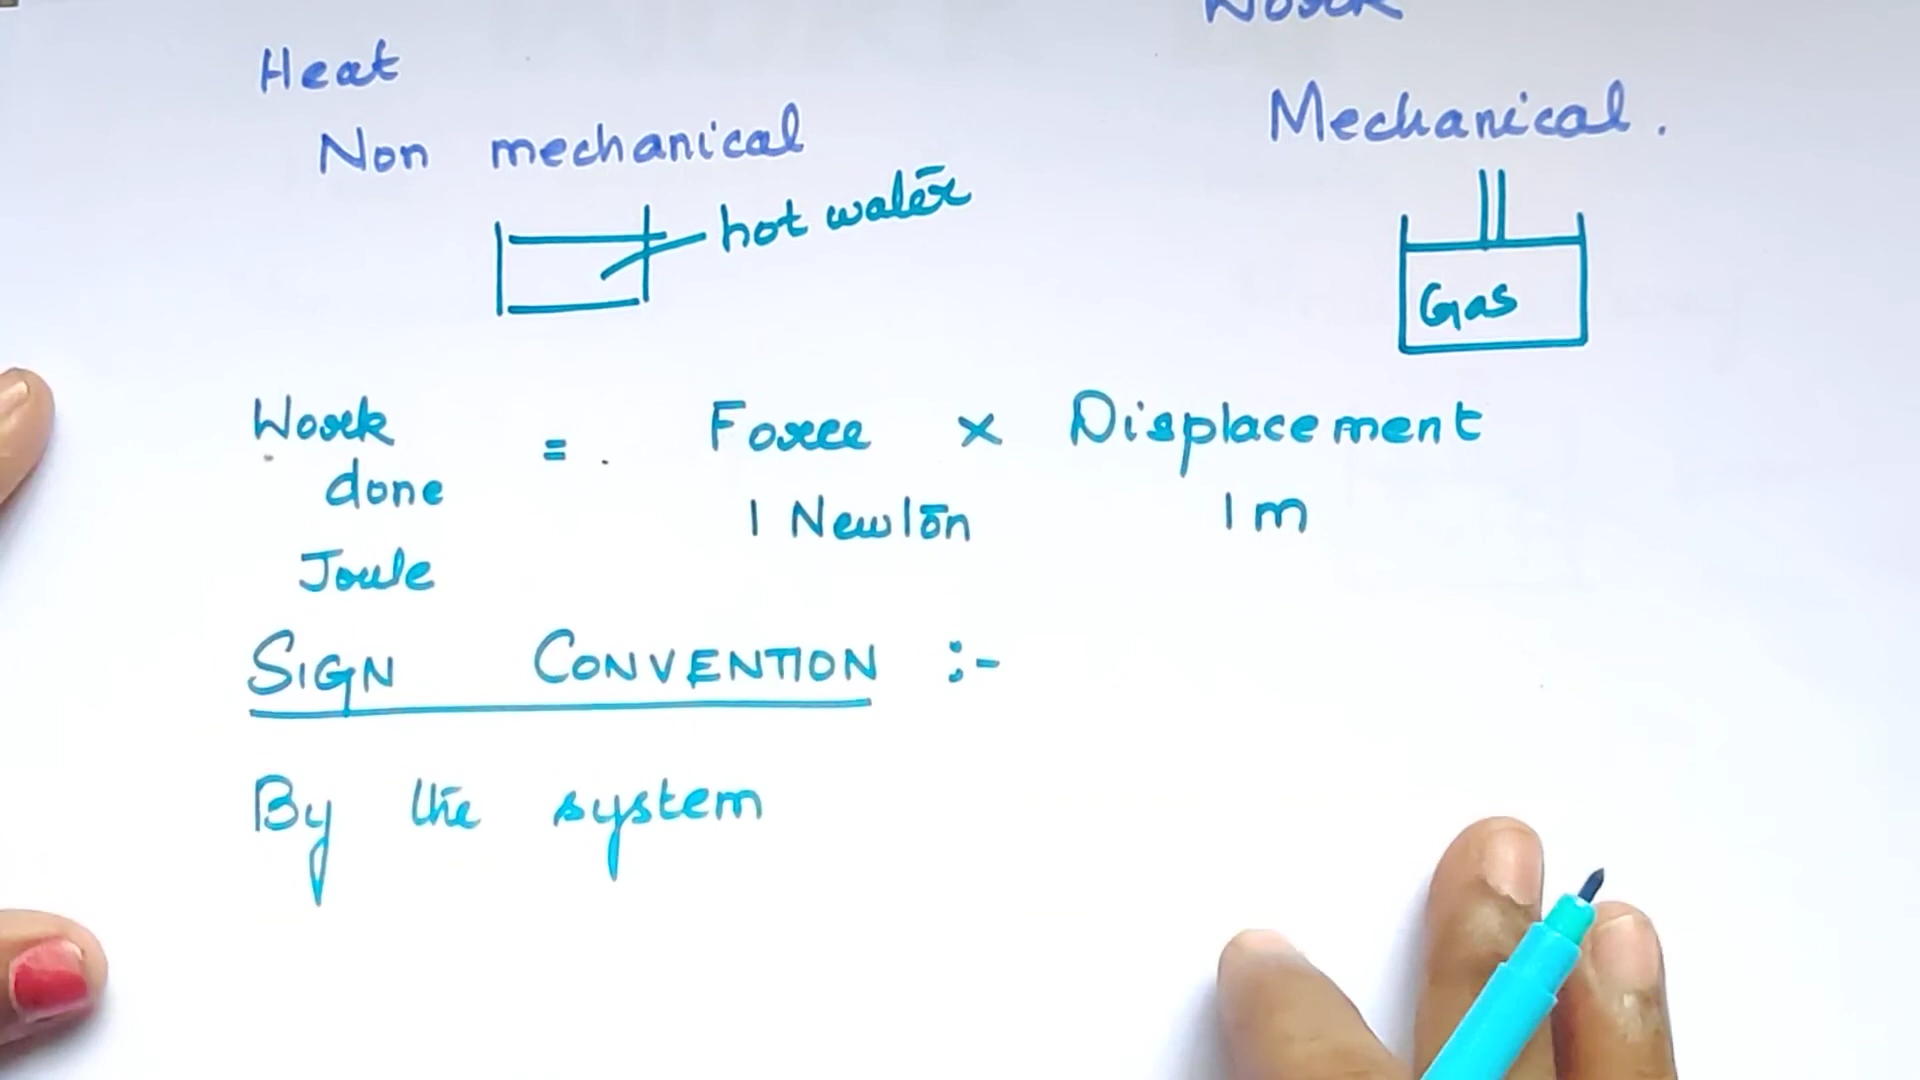 Work
Heat
Mechanical.
Non mechanical
hot water
Gas
Work done = Force × Displacement
Joule 1 Newton 1m
SIGN CONVENTION :-
By the system